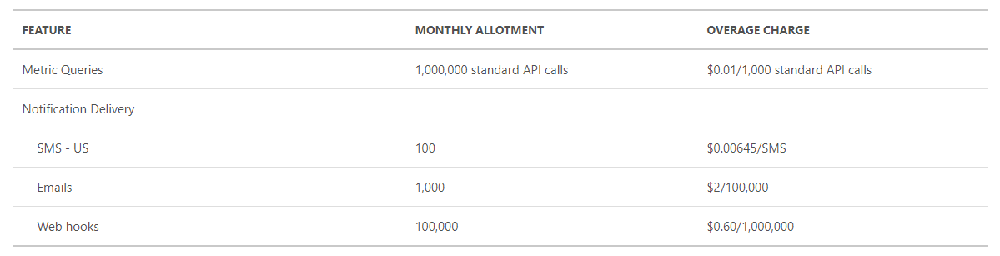 FEATURE MONTHLY ALLOTMENT OVERAGE CHARGE
Metric Queries 1,000,000 standard API calls $0.01/1,000 standard API calls
Notification Delivery
SMS - US 100 $0.00645/SMS
Emails 1,000 $2/100,000
Web hooks 100,000 $0.60/1,000,000